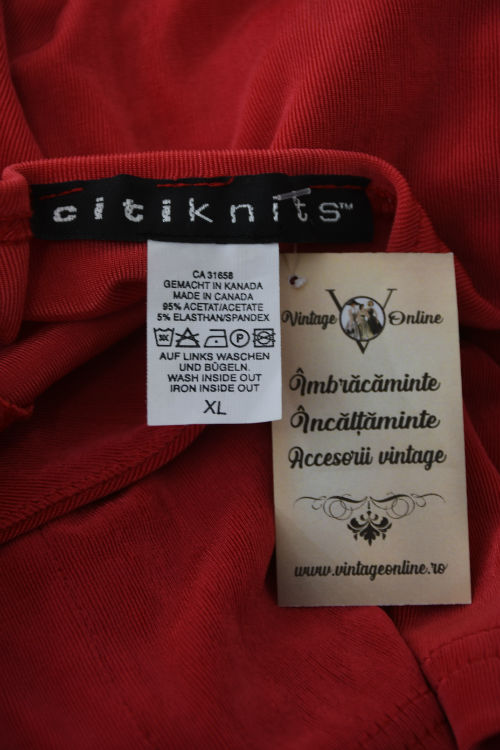 citiknits™
CA 31658
GEMACHT IN KANADA
MADE IN CANADA
95% ACETAT/ACETATE
5% ELASTHAN/SPANDEX
AUF LINKS WASCHEN
UND BÜGELN.
WASH INSIDE OUT
IRON INSIDE OUT
XL
Vintage V Online
Îmbrăcăminte
Încălțăminte
Accesorii vintage
www.vintageonline.ro